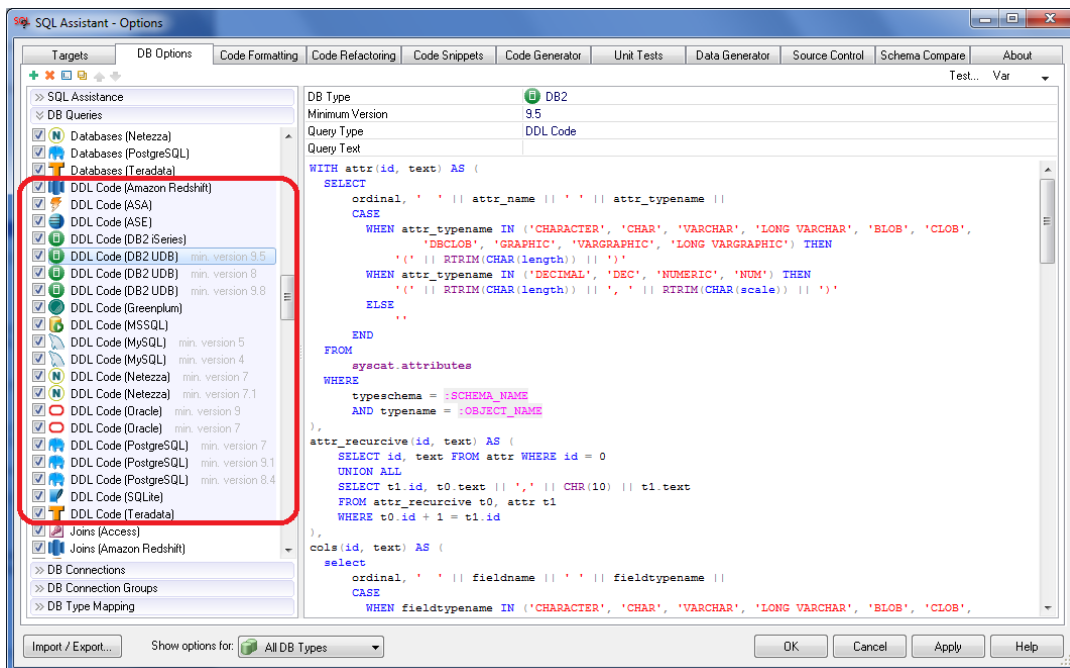 SQL Assistant - Options
Targets DB Options Code Formatting Code Refactoring Code Snippets Code Generator Unit Tests Data Generator Source Control Schema Compare About
Test... Var
SQL Assistance
DB Queries
Databases (Netezza)
Databases (PostgreSQL)
Databases (Teradata)
DDL Code (Amazon Redshift)
DDL Code (ASA)
DDL Code (ASE)
DDL Code (DB2 iSeries)
DDL Code (DB2 UDB) min. version 9.5
DDL Code (DB2 UDB) min. version 8
DDL Code (DB2 UDB) min. version 9.8
DDL Code (Greenplum)
DDL Code (MSSQL)
DDL Code (MySQL) min. version 5
DDL Code (MySQL) min. version 4
DDL Code (Netezza) min. version 7
DDL Code (Netezza) min. version 7.1
DDL Code (Oracle) min. version 9
DDL Code (Oracle) min. version 7
DDL Code (PostgreSQL) min. version 7
DDL Code (PostgreSQL) min. version 9.1
DDL Code (PostgreSQL) min. version 8.4
DDL Code (SQLite)
DDL Code (Teradata)
Joins (Access)
Joins (Amazon Redshift)
DB Connections
DB Connection Groups
DB Type Mapping
DB Type DB2
Minimum Version 9.5
Query Type DDL Code
Query Text
WITH attr(id, text) AS (
SELECT
ordinal, ' ' || attr_name || ' ' || attr_typename ||
CASE
WHEN attr_typename IN ('CHARACTER', 'CHAR', 'VARCHAR', 'LONG VARCHAR', 'BLOB', 'CLOB',
'DBCLOB', 'GRAPHIC', 'VARGRAPHIC', 'LONG VARGRAPHIC') THEN
'(' || RTRIM(CHAR(length)) || ')'
WHEN attr_typename IN ('DECIMAL', 'DEC', 'NUMERIC', 'NUM') THEN
'(' || RTRIM(CHAR(length)) || ', ' || RTRIM(CHAR(scale)) || ')'
ELSE
''
END
FROM
syscat.attributes
WHERE
typeschema = :SCHEMA_NAME
AND typename = :OBJECT_NAME
),
attr_recurcive(id, text) AS (
SELECT id, text FROM attr WHERE id = 0
UNION ALL
SELECT t1.id, t0.text || ',' || CHR(10) || t1.text
FROM attr_recurcive t0, attr t1
WHERE t0.id + 1 = t1.id
),
cols(id, text) AS (
select
ordinal, ' ' || fieldname || ' ' || fieldtypename ||
CASE
WHEN fieldtypename IN ('CHARACTER', 'CHAR', 'VARCHAR', 'LONG VARCHAR', 'BLOB', 'CLOB',
Import / Export... Show options for: All DB Types OK Cancel Apply Help